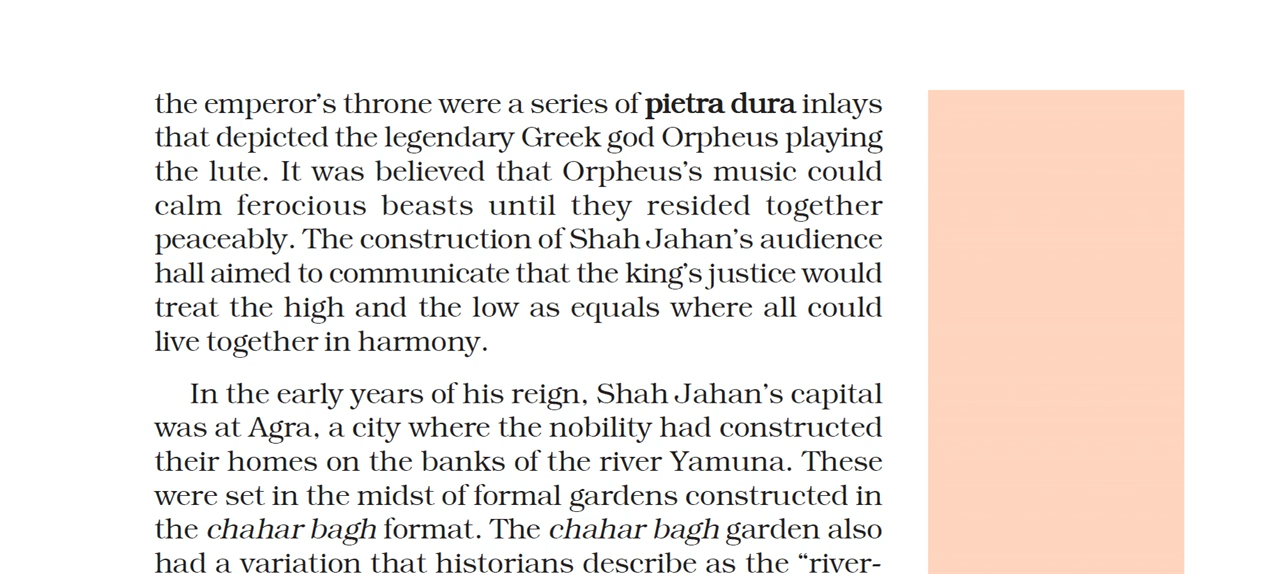 the emperor’s throne were a series of pietra dura inlays
that depicted the legendary Greek god Orpheus playing
the lute. It was believed that Orpheus’s music could
calm ferocious beasts until they resided together
peaceably. The construction of Shah Jahan’s audience
hall aimed to communicate that the king’s justice would
treat the high and the low as equals where all could
live together in harmony.
In the early years of his reign, Shah Jahan’s capital
was at Agra, a city where the nobility had constructed
their homes on the banks of the river Yamuna. These
were set in the midst of formal gardens constructed in
the chahar bagh format. The chahar bagh garden also
had a variation that historians describe as the “river-